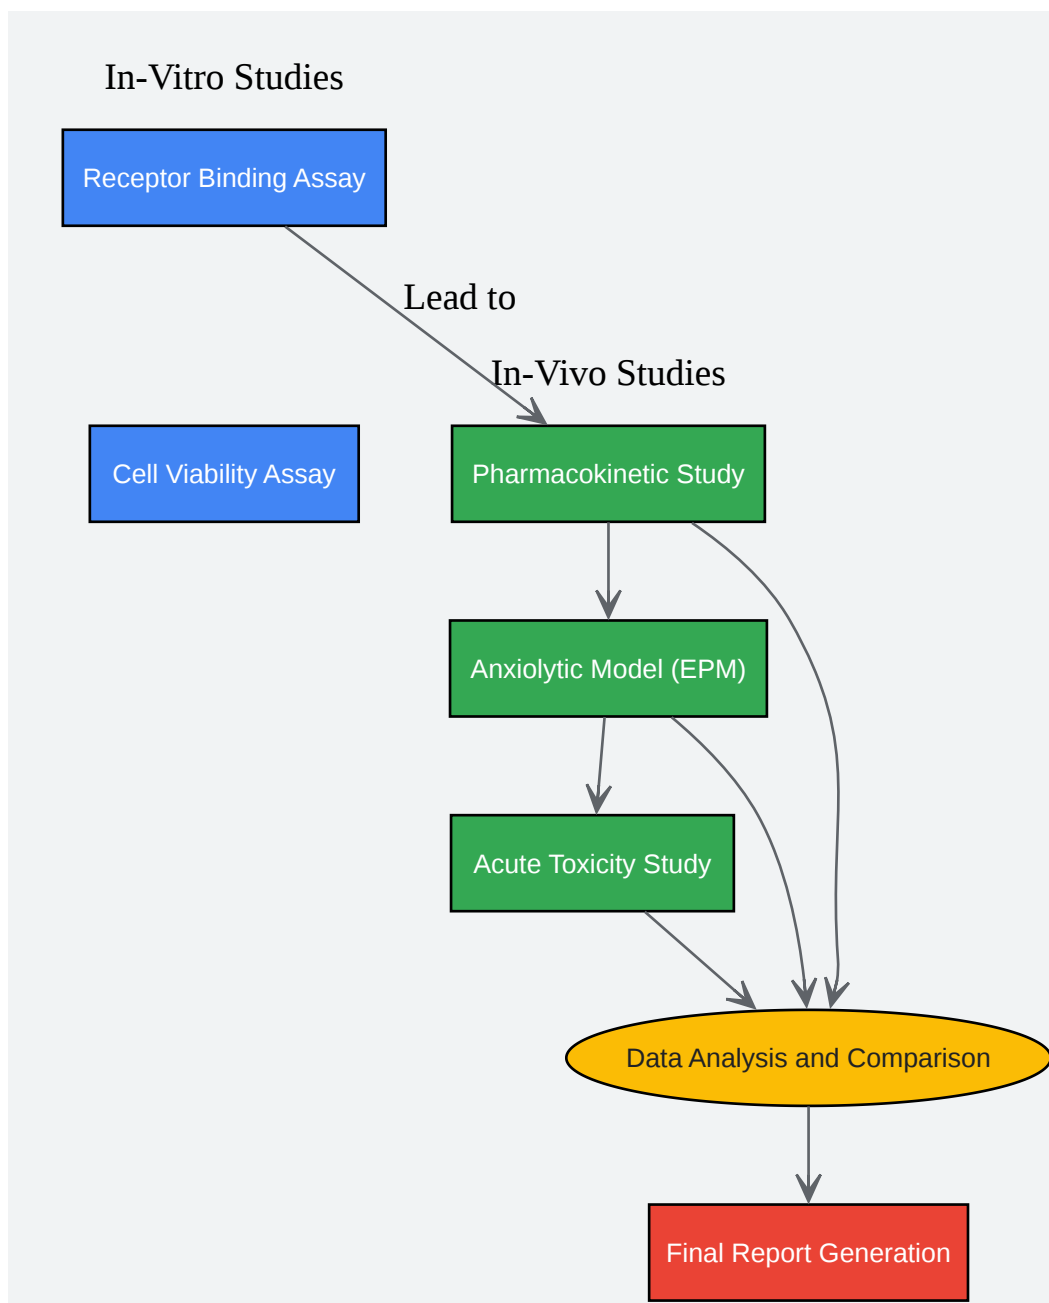 In-Vitro Studies
Receptor Binding Assay
Lead to
In-Vivo Studies
Cell Viability Assay
Pharmacokinetic Study
Anxiolytic Model (EPM)
Acute Toxicity Study
Data Analysis and Comparison
Final Report Generation